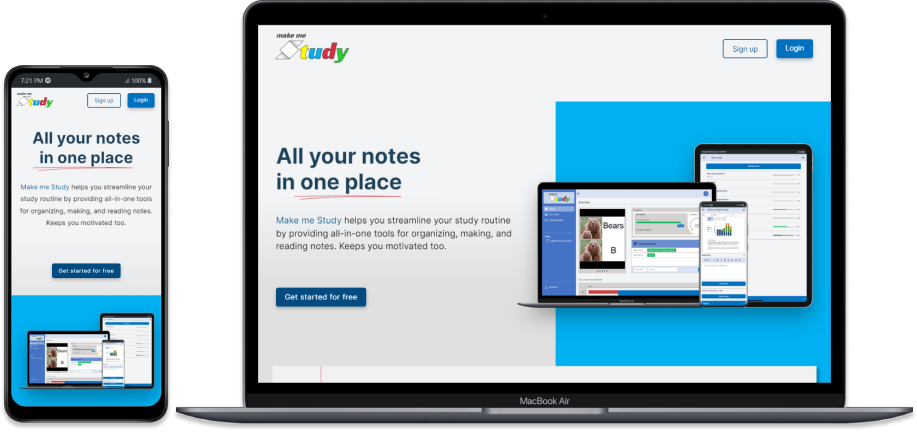 7:21 PM
100%
make me
Study
Sign up
Login
All your notes
in one place
Make me Study helps you streamline your
study routine by providing all-in-one tools
for organizing, making, and reading notes.
Keeps you motivated too.
Get started for free
Bears
B
make me
Study
Sign up
Login
All your notes
in one place
Make me Study helps you streamline your study routine
by providing all-in-one tools for organizing, making, and
reading notes. Keeps you motivated too.
Get started for free
Study
Bears
B
MacBook Air